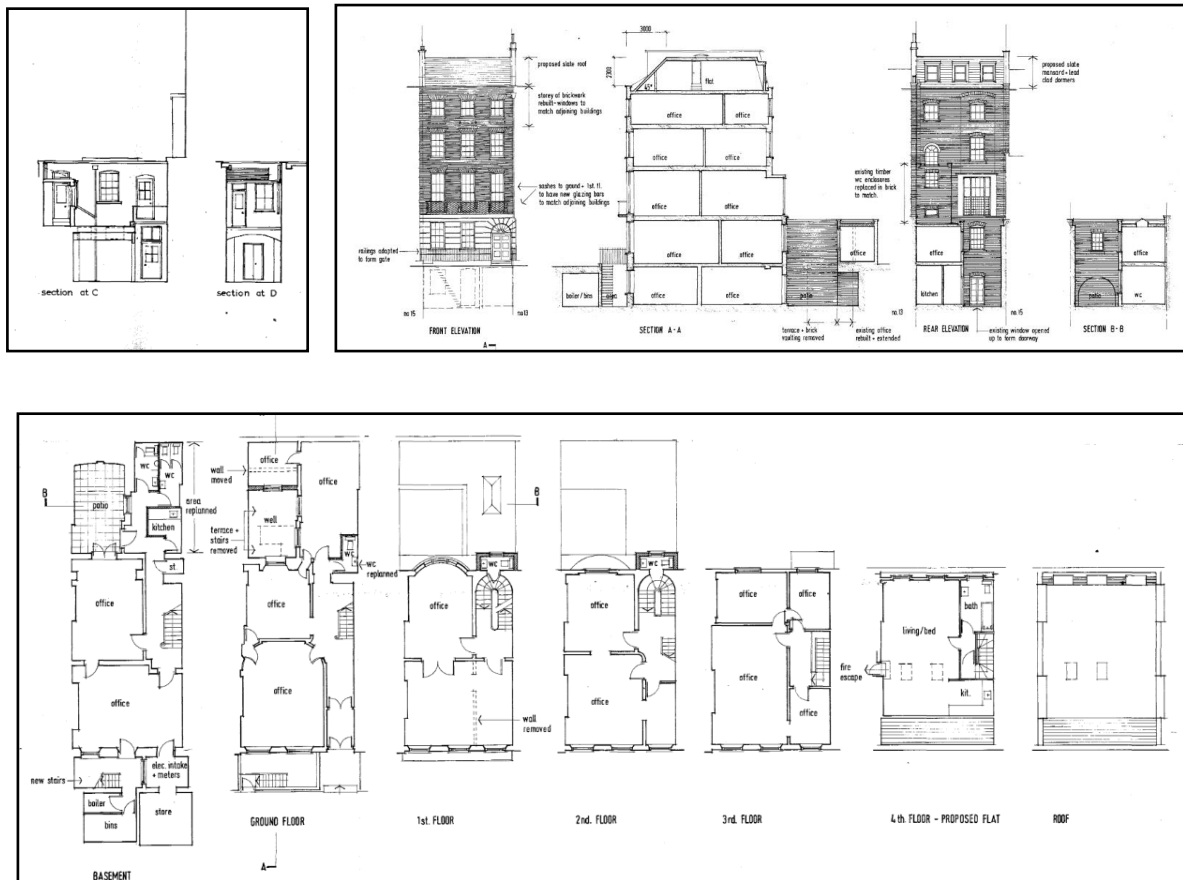 section at C
section at D
3000
2300
45°
proposed slate roof
storey of brickwork
rebuilt-windows to
match adjoining buildings
sashes to ground + 1st. fl.
to have new glazing bars
to match adjoining buildings
railings adapted
to form gate
no.15
no.13
FRONT ELEVATION
A
flat
office
office
office
office
office
office
office
office
office
office
office
boiler/bins
area
patio
SECTION A-A
terrace + brick
vaulting removed
existing office
rebuilt + extended
proposed slate
mansard + lead
clad dormers
existing timber
wc enclosures
replaced in brick
to match.
office
kitchen
no.13
no.15
REAR ELEVATION
existing window opened
up to form doorway
office
patio
wc
SECTION B-B
B
patio
wc
wc
kitchen
area
replanned
st.
office
office
new stairs
elec. intake
+ meters
boiler
bins
store
BASEMENT
wall
moved
office
office
well
terrace +
stairs
removed
wc
wc
replanned
office
office
GROUND FLOOR
A
B
wc
office
wall
removed
1st. FLOOR
wc
office
office
2nd. FLOOR
office
office
office
office
3rd. FLOOR
living/bed
bath
fire
escape
kit.
4th. FLOOR - PROPOSED FLAT
ROOF